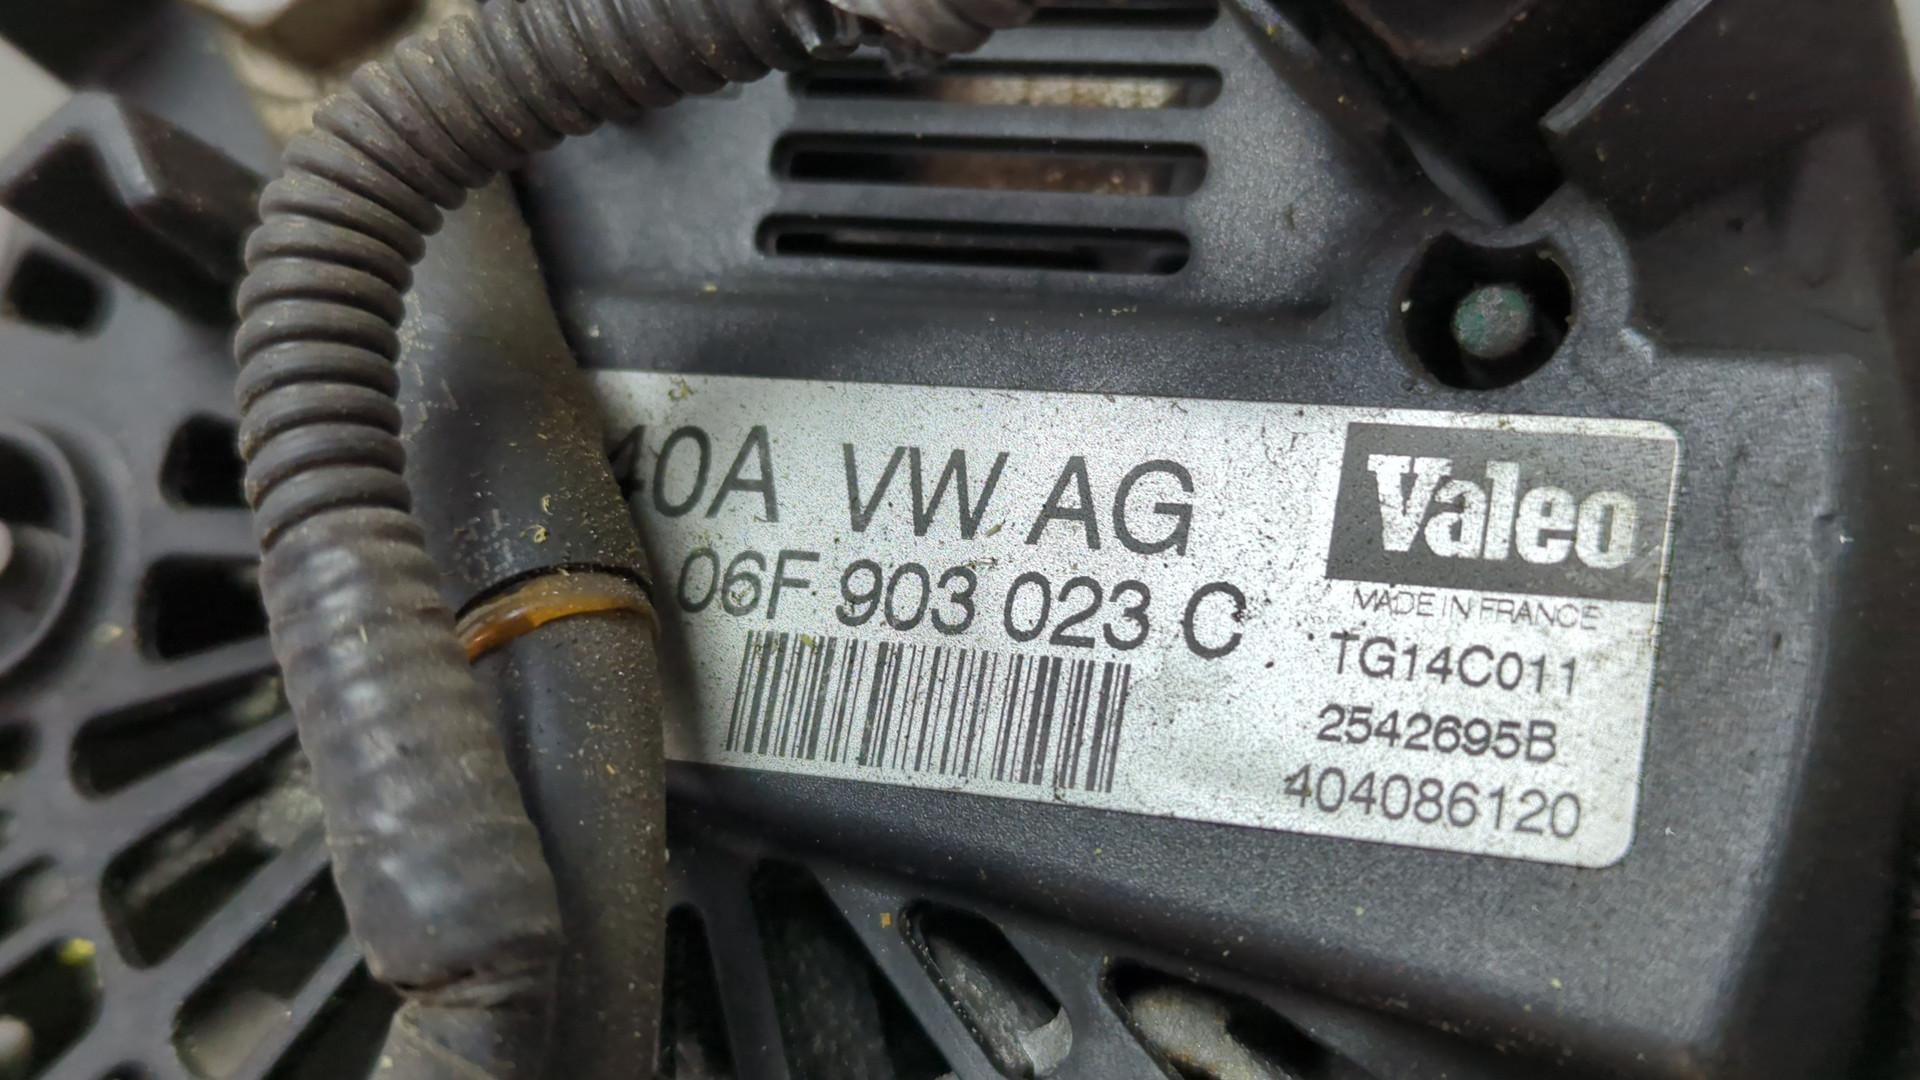 40A VW AG
06F 903 023 C
Valeo
MADE IN FRANCE
TG14C011
2542695B
404086120